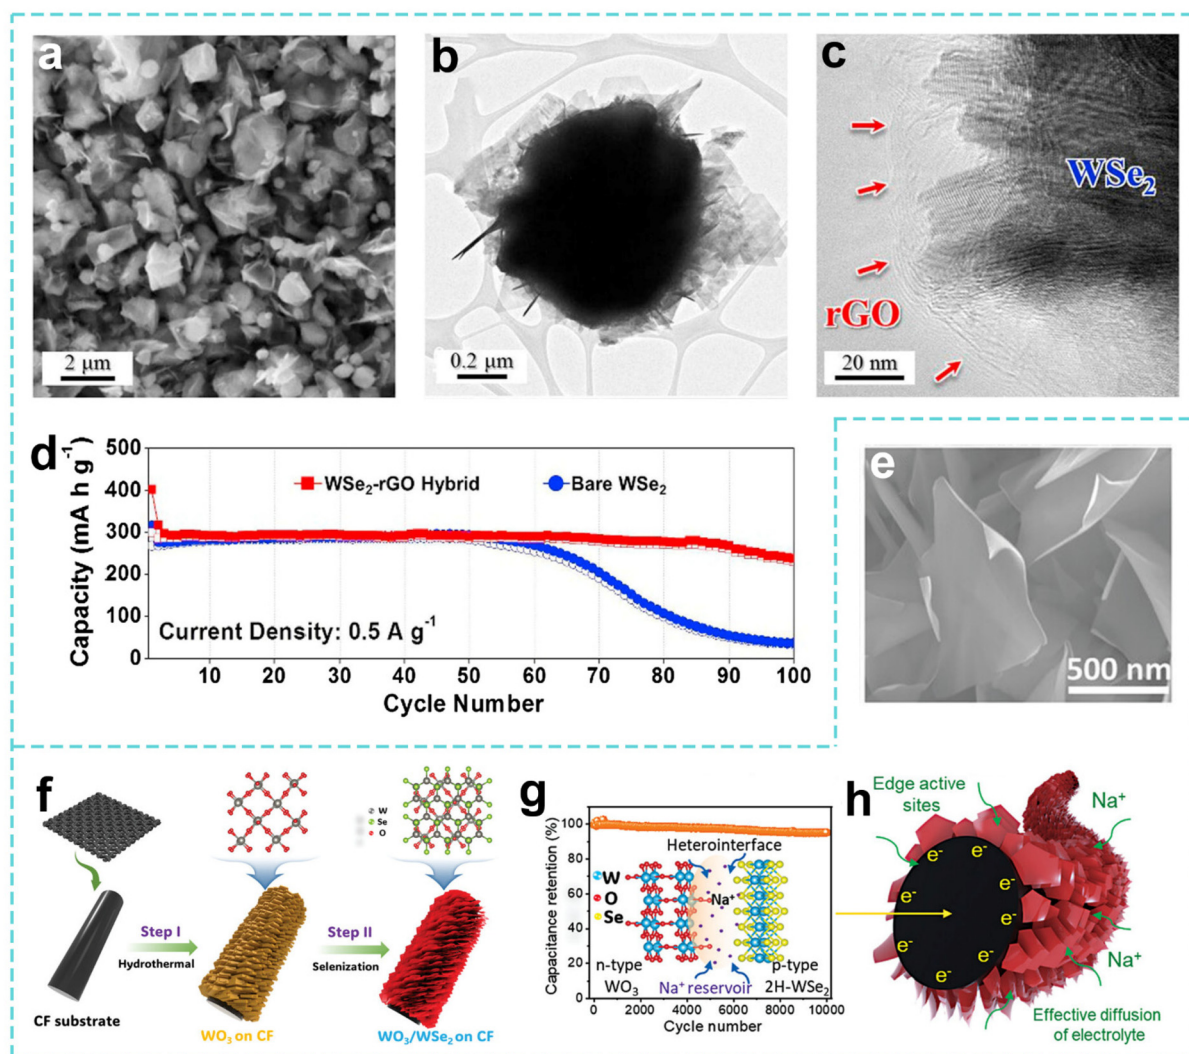 a
2 μm
b
0.2 μm
c
WSe₂
rGO
20 nm
d
Capacity (mA h g⁻¹)
500
400
300
200
100
0
WSe₂-rGO Hybrid
Bare WSe₂
Current Density: 0.5 A g⁻¹
10 20 30 40 50 60 70 80 90 100
Cycle Number
e
500 nm
f
W
Se
O
Step I
Hydrothermal
Step II
Selenization
CF substrate
WO₃ on CF
WO₃/WSe₂ on CF
g
Capacitance retention (%)
100
80
60
40
20
0
Heterointerface
W
O
Se
Na⁺
n-type
WO₃
Na⁺ reservoir
p-type
2H-WSe₂
0 2000 4000 6000 8000 10000
Cycle number
h
Edge active
sites
Na⁺
e⁻ e⁻
e⁻ e⁻
e⁻ e⁻
e⁻ e⁻
e⁻
Na⁺
Effective diffusion
of electrolyte